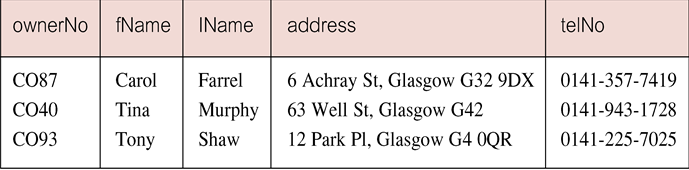 ownerNo fName lName address telNo
CO87 Carol Farrel 6 Achray St, Glasgow G32 9DX 0141-357-7419
CO40 Tina Murphy 63 Well St, Glasgow G42 0141-943-1728
CO93 Tony Shaw 12 Park Pl, Glasgow G4 0QR 0141-225-7025